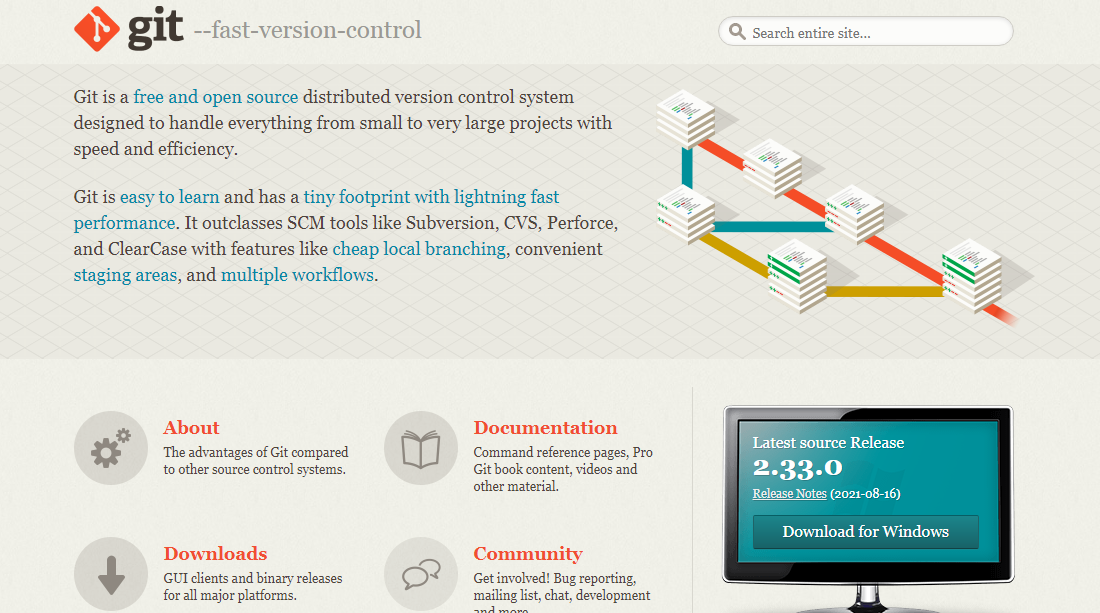 git --fast-version-control
Search entire site...
Git is a free and open source distributed version control system
designed to handle everything from small to very large projects with
speed and efficiency.
Git is easy to learn and has a tiny footprint with lightning fast
performance. It outclasses SCM tools like Subversion, CVS, Perforce,
and ClearCase with features like cheap local branching, convenient
staging areas, and multiple workflows.
About
The advantages of Git compared
to other source control systems.
Documentation
Command reference pages, Pro
Git book content, videos and
other material.
Downloads
GUI clients and binary releases
for all major platforms.
Community
Get involved! Bug reporting,
mailing list, chat, development
and more.
Latest source Release
2.33.0
Release Notes (2021-08-16)
Download for Windows